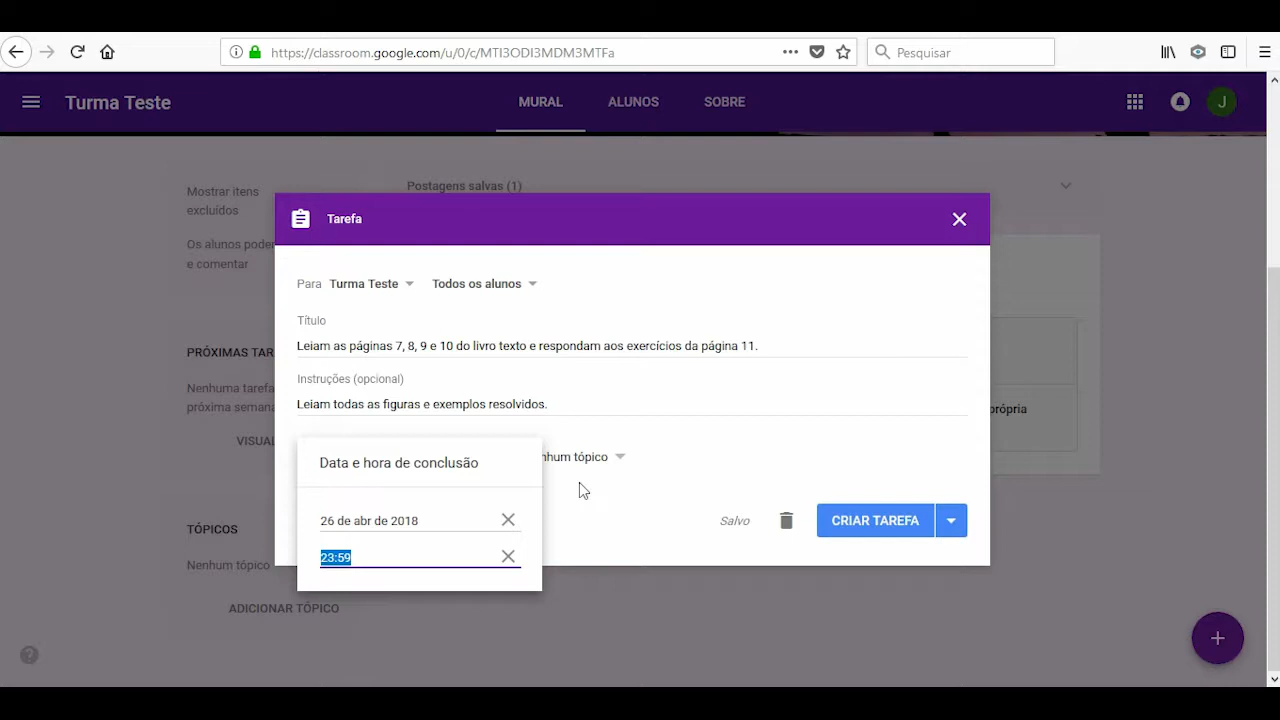 https://classroom.google.com/u/0/c/MTI3ODI3MDM3MTFa
Pesquisar
Turma Teste
MURAL
ALUNOS
SOBRE
J
Mostrar itens
excluídos
Postagens salvas (1)
Os alunos poder
e comentar
Tarefa
Para Turma Teste Todos os alunos
Título
Leiam as páginas 7, 8, 9 e 10 do livro texto e respondam aos exercícios da página 11.
Instruções (opcional)
Leiam todas as figuras e exemplos resolvidos.
PRÓXIMAS TAR
Nenhuma tarefa
próxima semana
VISUAL
própria
Data e hora de conclusão
nhum tópico
26 de abr de 2018
23:59
Salvo
CRIAR TAREFA
TÓPICOS
Nenhum tópico
ADICIONAR TÓPICO